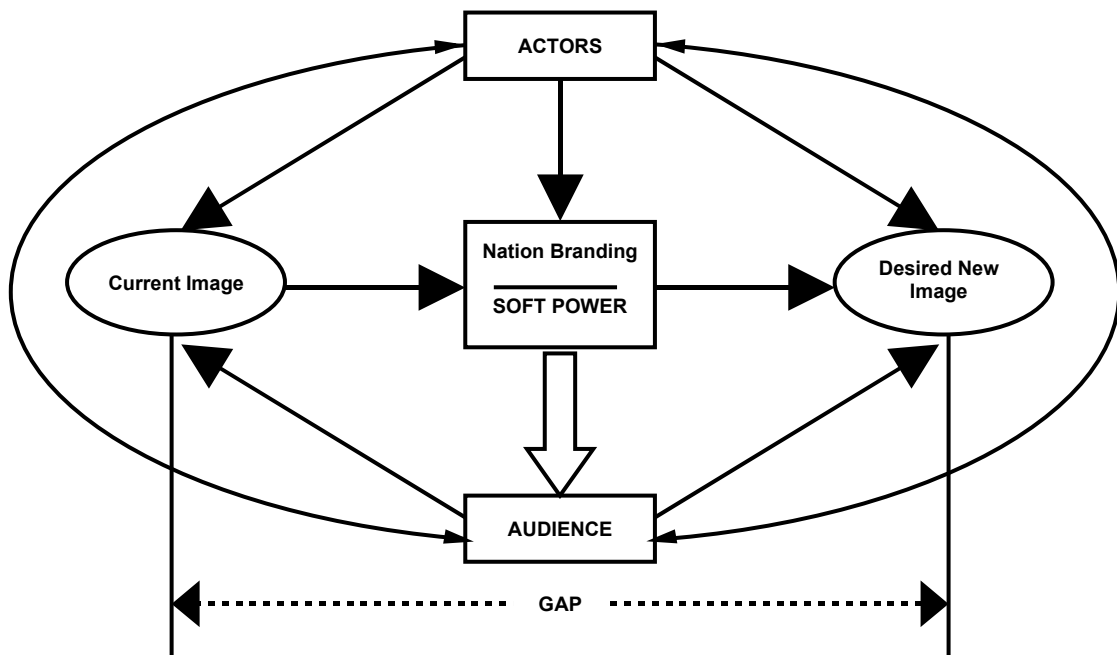 ACTORS
Nation Branding
SOFT POWER
Current Image
Desired New
Image
AUDIENCE
GAP